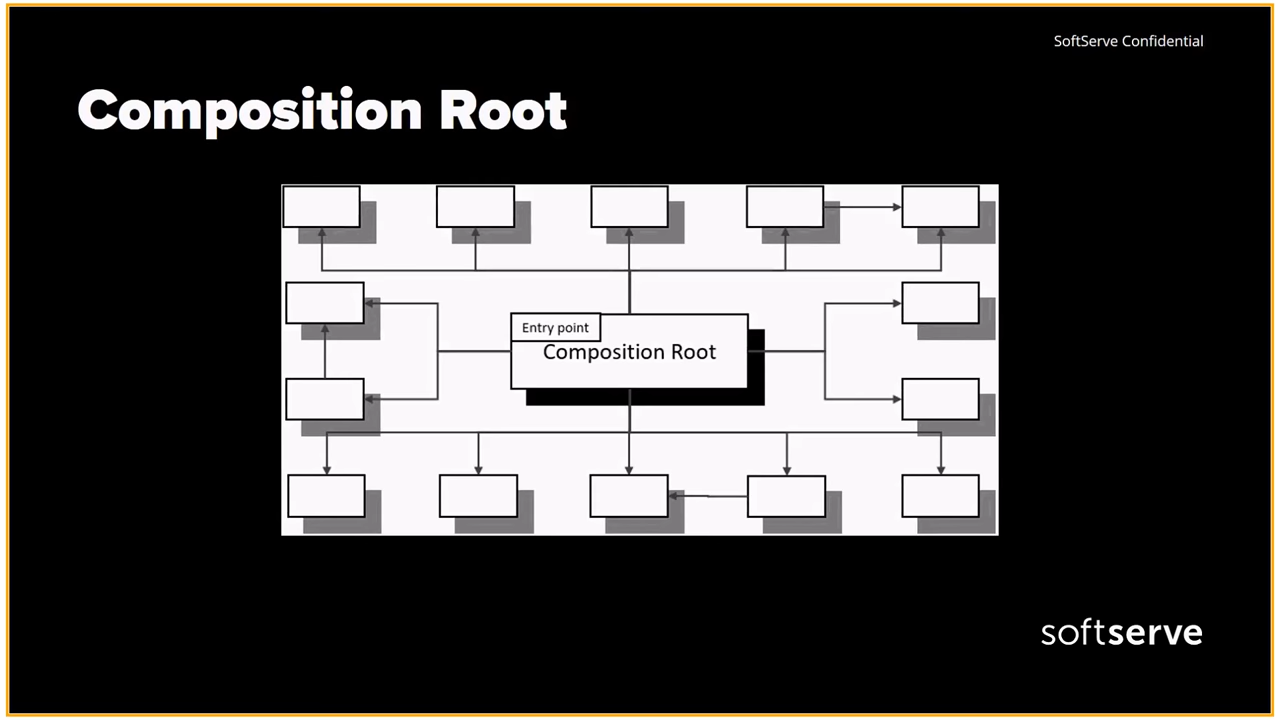 SoftServe Confidential
Composition Root
Entry point
Composition Root
softserve